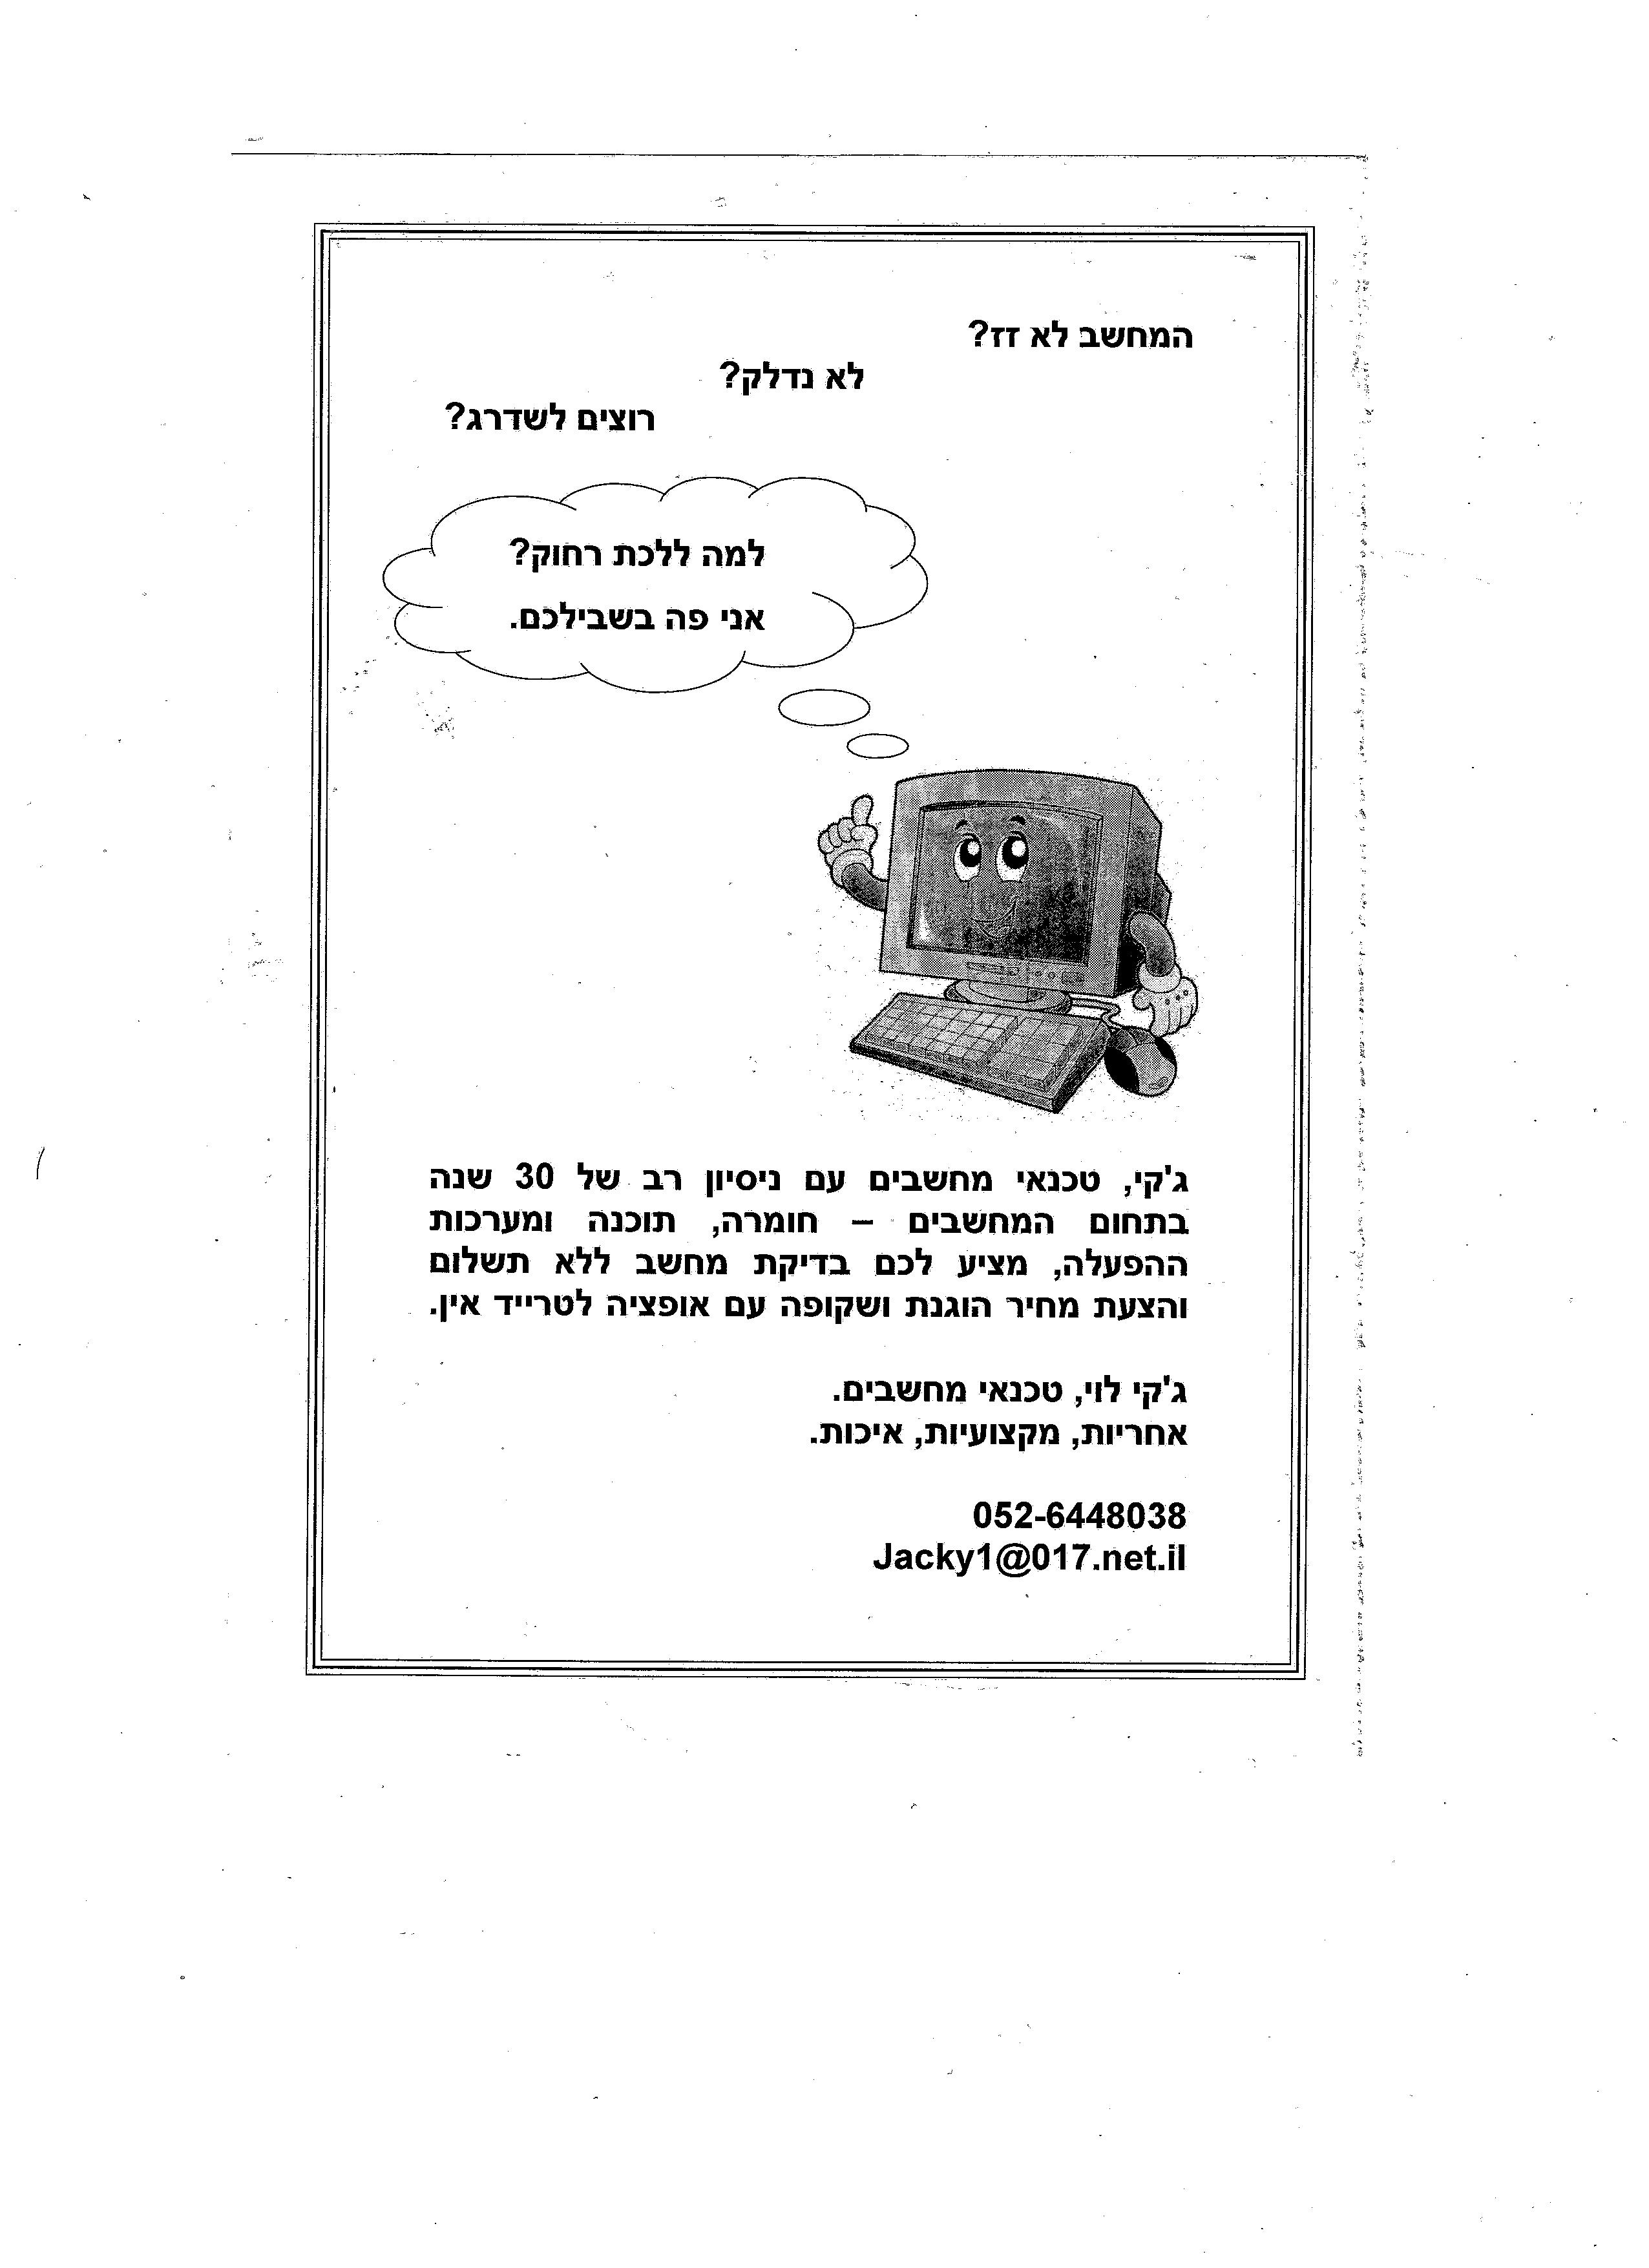 המחשב לא זז?
לא נדלק?
רוצים לשדרג?
למה ללכת רחוק?
אני פה בשבילכם.
ג'קי, טכנאי מחשבים עם ניסיון רב של 30 שנה
בתחום המחשבים – חומרה, תוכנה ומערכות
ההפעלה, מציע לכם בדיקת מחשב ללא תשלום
והצעת מחיר הוגנת ושקופה עם אופציה לטרייד אין.
ג'קי לוי, טכנאי מחשבים.
אחריות, מקצועיות, איכות.
052-6448038
Jacky1@017.net.il